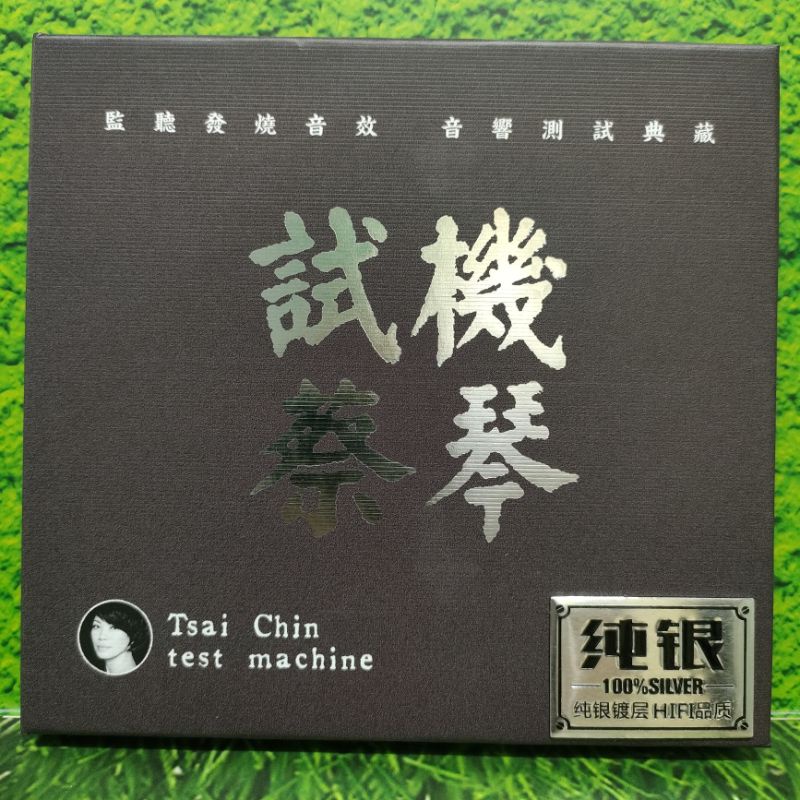 監聽發燒音效 音響測試典藏
試機
蔡琴
Tsai Chin
test machine
纯银
100%SILVER
纯银镀层 HIFI品质